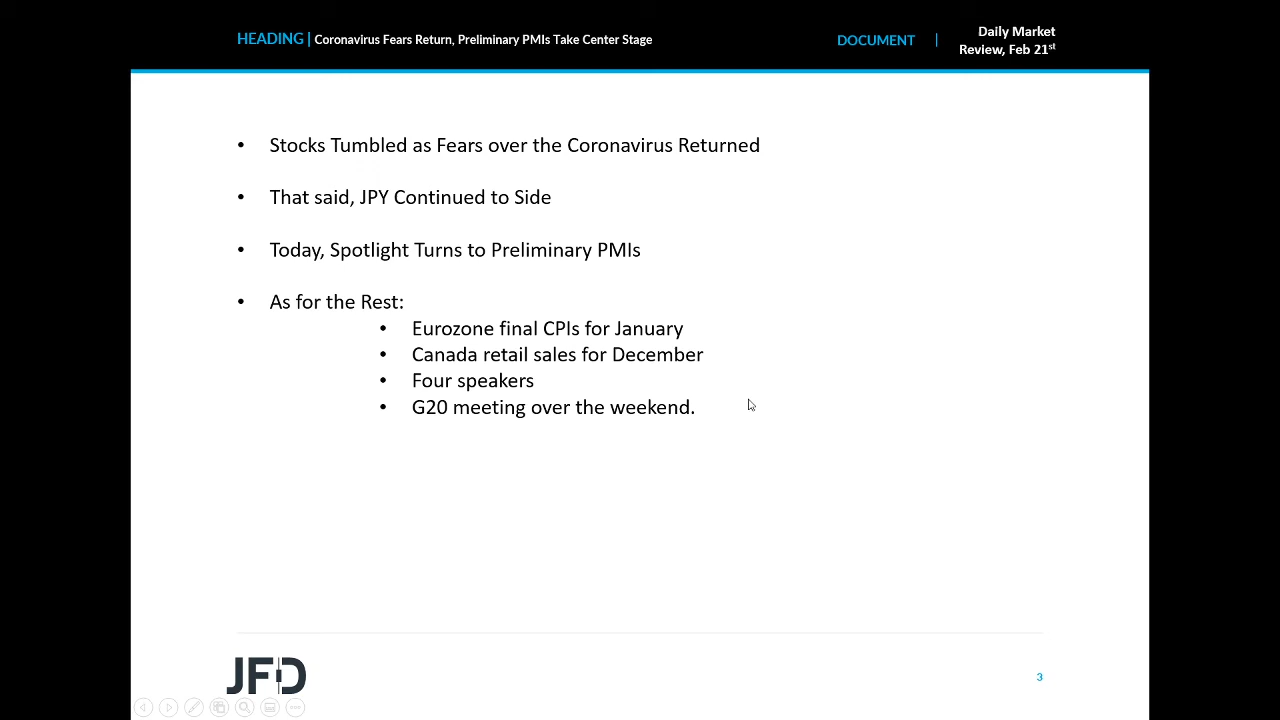 HEADING | Coronavirus Fears Return, Preliminary PMIs Take Center Stage
DOCUMENT | Daily Market
Review, Feb 21st
• Stocks Tumbled as Fears over the Coronavirus Returned
• That said, JPY Continued to Side
• Today, Spotlight Turns to Preliminary PMIs
• As for the Rest:
• Eurozone final CPIs for January
• Canada retail sales for December
• Four speakers
• G20 meeting over the weekend.
JFD
3